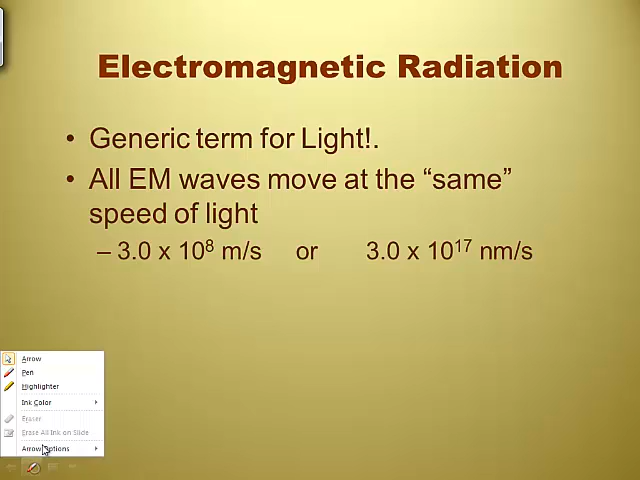 Electromagnetic Radiation
• Generic term for Light!.
• All EM waves move at the “same”
speed of light
– 3.0 x 10⁸ m/s or 3.0 x 10¹⁷ nm/s
Arrow
Pen
Highlighter
Ink Color
Eraser
Erase All Ink on Slide
Arrow Options